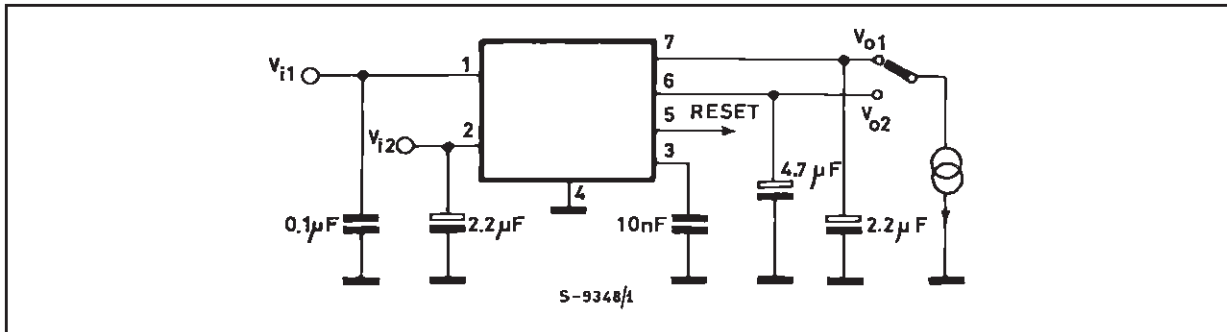 Vi1
1
Vi2
2
7
6
5
3
4
RESET
Vo1
Vo2
0.1μF
2.2μF
10nF
4.7μF
2.2μF
S-9348/1